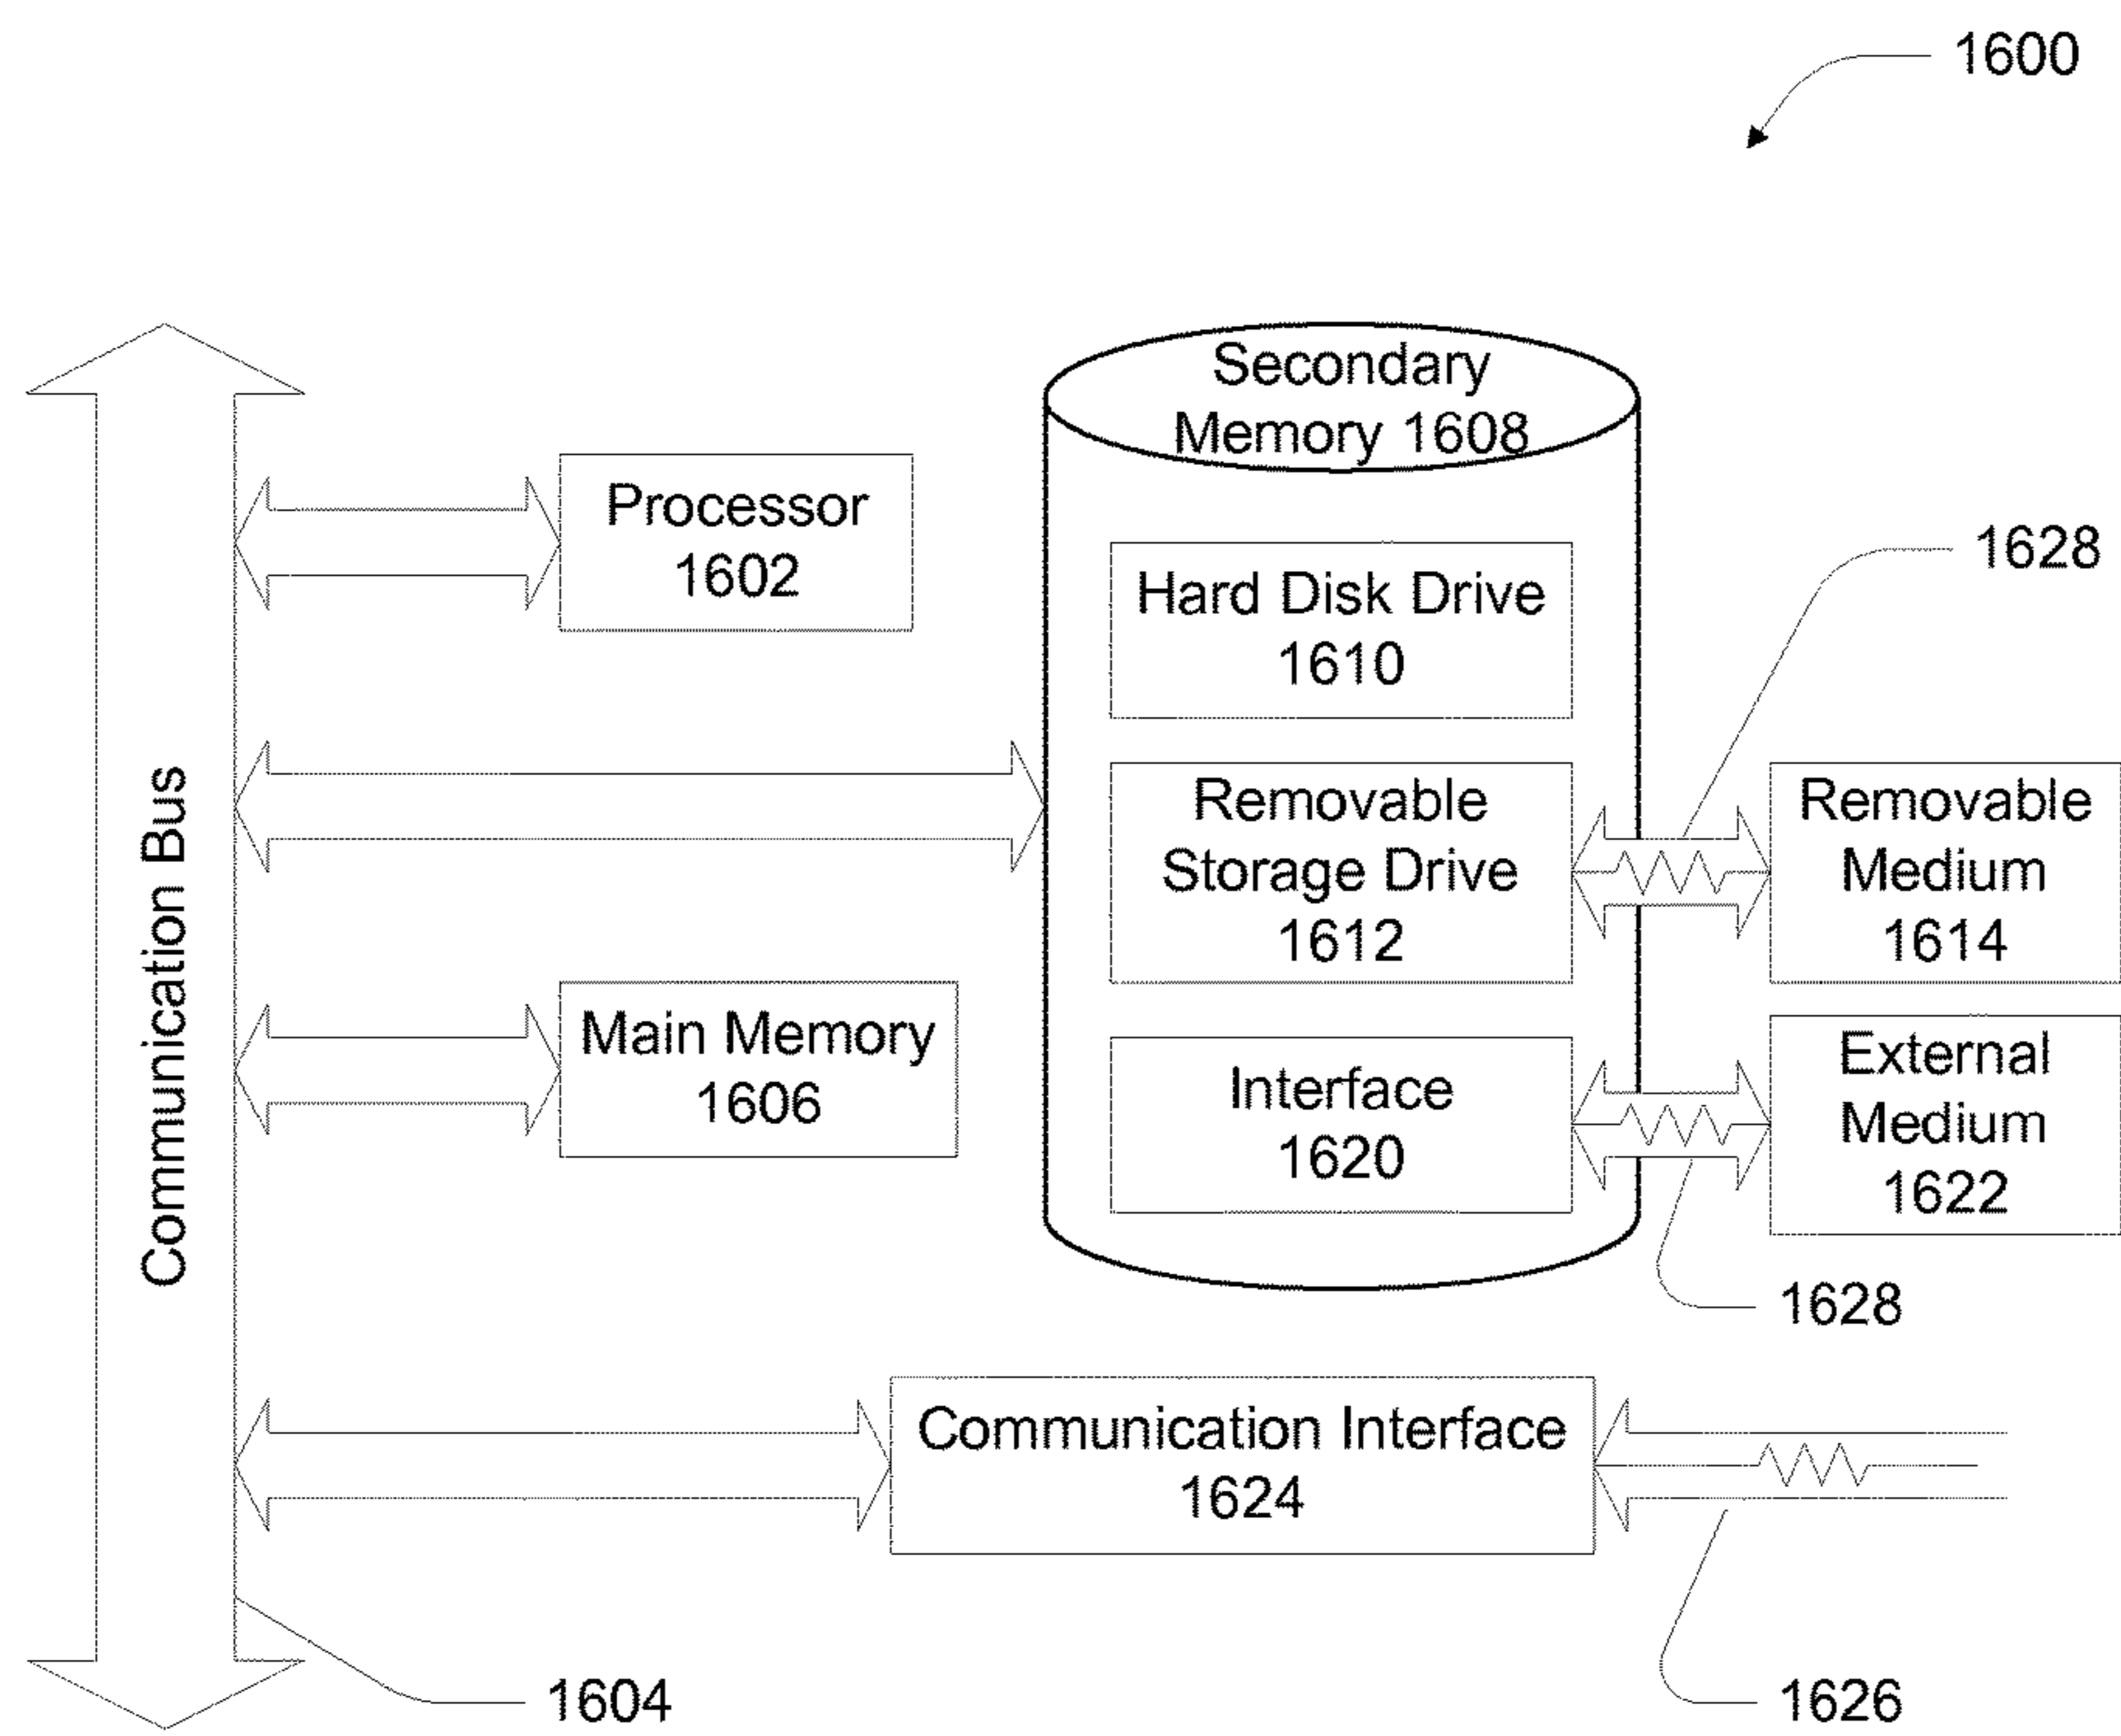 1600
Secondary
Memory 1608
Processor
1602
Hard Disk Drive
1610
1628
Removable
Storage Drive
1612
Removable
Medium
1614
Communication Bus
Main Memory
1606
Interface
1620
External
Medium
1622
1628
Communication Interface
1624
1604
1626